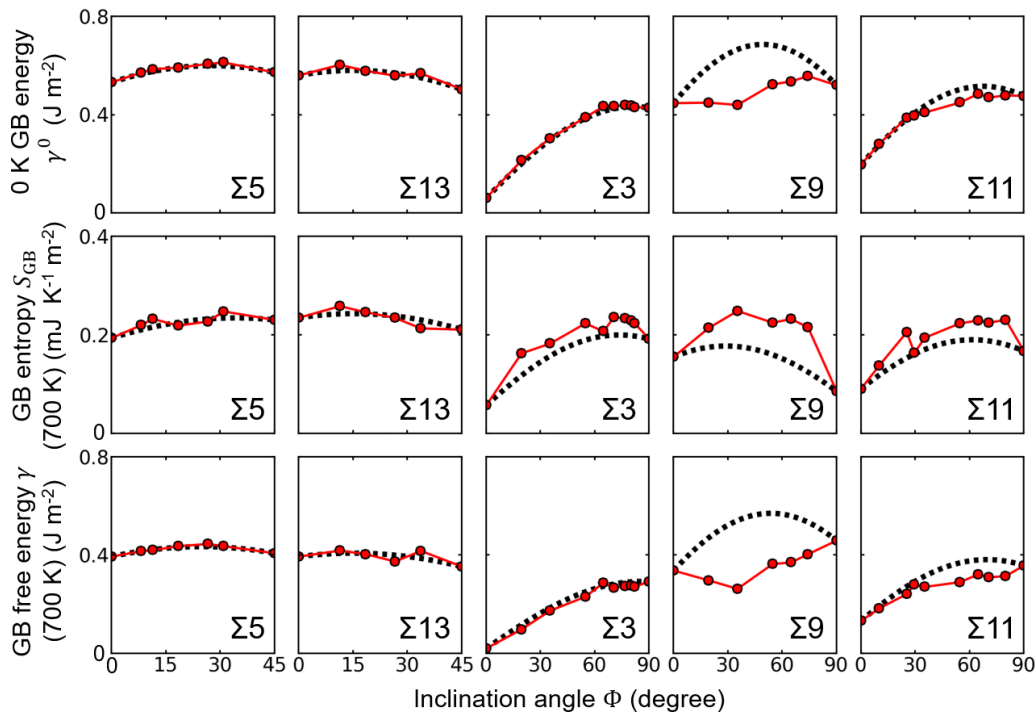 0 K GB energy
γ⁰ (J m⁻²)
0.8
0.4
0
Σ5
Σ13
Σ3
Σ9
Σ11
0 15 30 45
0 15 30 45
0 30 60 90
0 30 60 90
0 30 60 90
GB entropy S_GB
(700 K) (mJ K⁻¹ m⁻²)
0.4
0.2
0
Σ5
Σ13
Σ3
Σ9
Σ11
GB free energy γ
(700 K) (J m⁻²)
0.8
0.4
0
Σ5
Σ13
Σ3
Σ9
Σ11
Inclination angle Φ (degree)